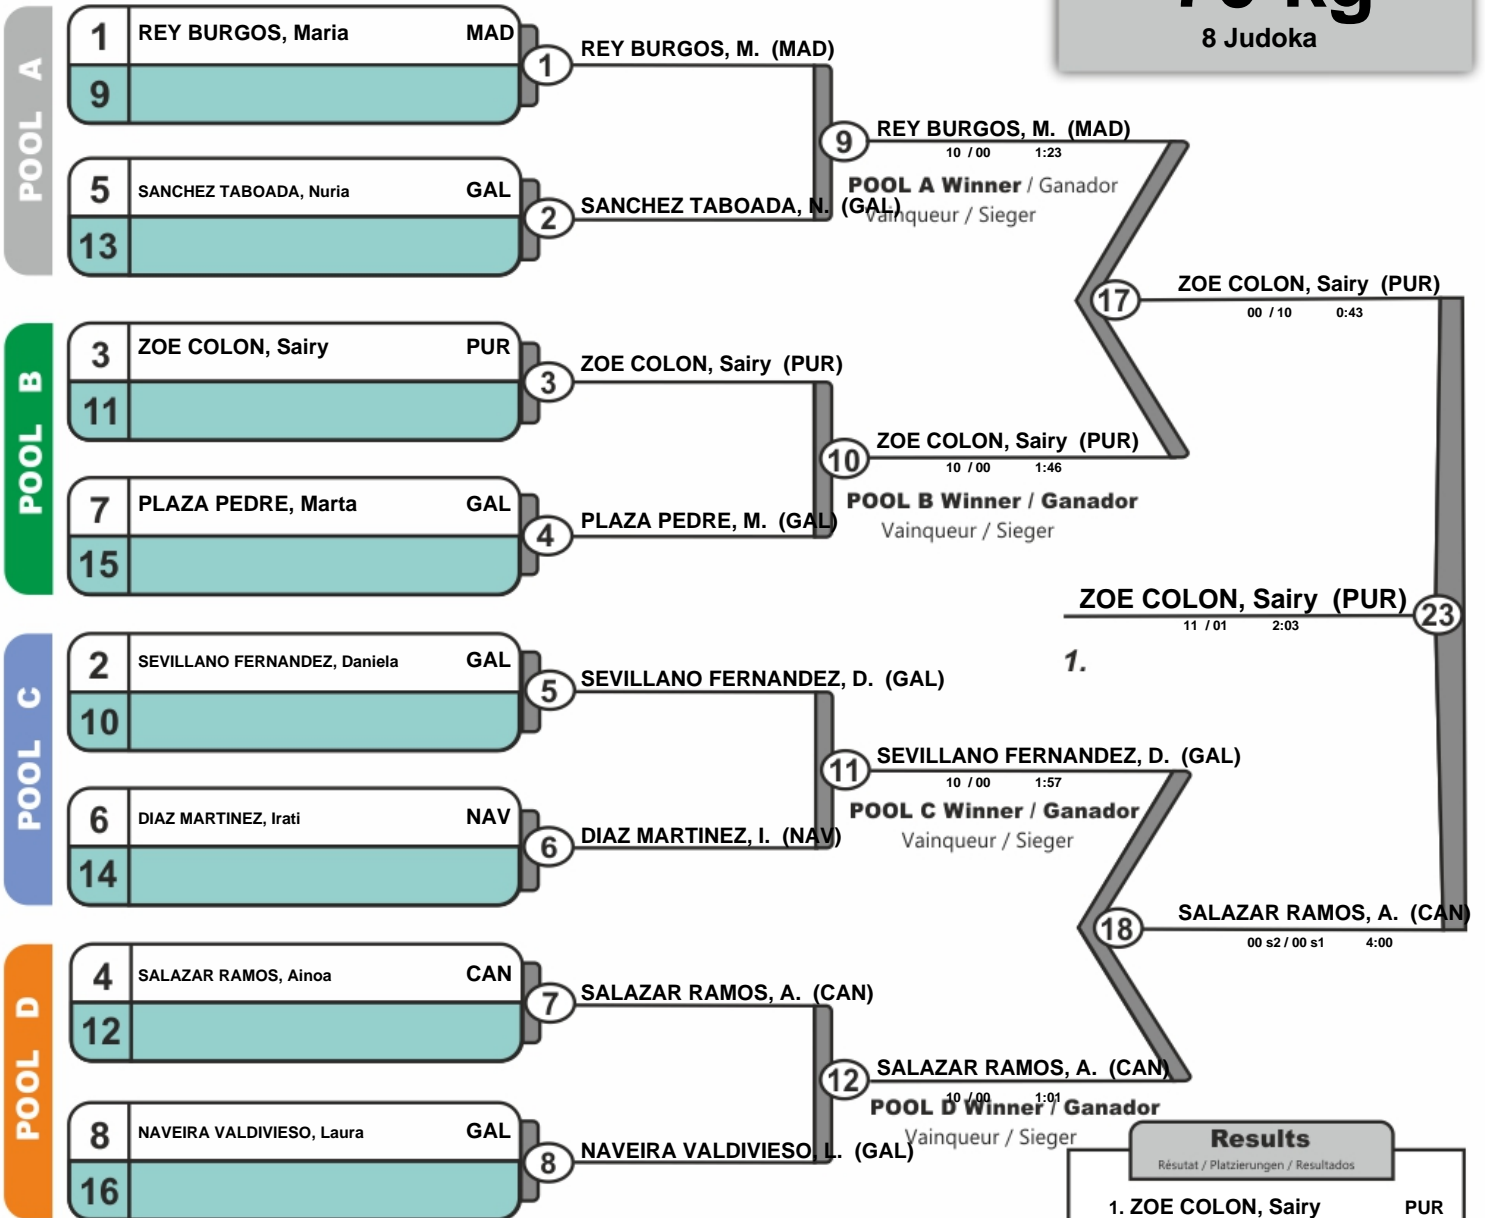 8 Judoka
POOL A
1 REY BURGOS, Maria MAD
9
1
REY BURGOS, M. (MAD)
5 SANCHEZ TABOADA, Nuria GAL
13
2
SANCHEZ TABOADA, N. (GAL)
9
REY BURGOS, M. (MAD)
10 / 00 1:23
POOL A Winner / Ganador
Vainqueur / Sieger
POOL B
3 ZOE COLON, Sairy PUR
11
3
ZOE COLON, Sairy (PUR)
7 PLAZA PEDRE, Marta GAL
15
4
PLAZA PEDRE, M. (GAL)
10
ZOE COLON, Sairy (PUR)
10 / 00 1:46
POOL B Winner / Ganador
Vainqueur / Sieger
17
ZOE COLON, Sairy (PUR)
00 / 10 0:43
ZOE COLON, Sairy (PUR)
23
11 / 01 2:03
1.
POOL C
2 SEVILLANO FERNANDEZ, Daniela GAL
10
5
SEVILLANO FERNANDEZ, D. (GAL)
6 DIAZ MARTINEZ, Irati NAV
14
6
DIAZ MARTINEZ, I. (NAV)
11
SEVILLANO FERNANDEZ, D. (GAL)
10 / 00 1:57
POOL C Winner / Ganador
Vainqueur / Sieger
18
SALAZAR RAMOS, A. (CAN)
00 s2 / 00 s1 4:00
POOL D
4 SALAZAR RAMOS, Ainoa CAN
12
7
SALAZAR RAMOS, A. (CAN)
8 NAVEIRA VALDIVIESO, Laura GAL
16
8
NAVEIRA VALDIVIESO, L. (GAL)
12
SALAZAR RAMOS, A. (CAN)
10 / 00 1:01
POOL D Winner / Ganador
Vainqueur / Sieger
Results
Résutat / Platzierungen / Resultados
1. ZOE COLON, Sairy PUR